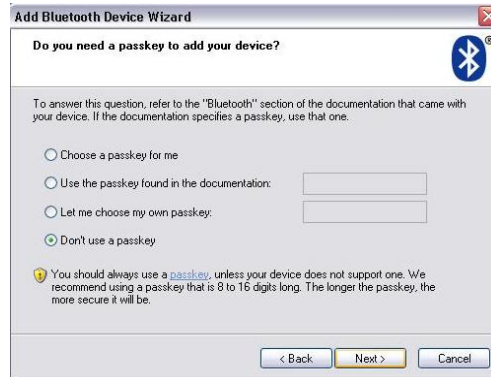 Add Bluetooth Device Wizard
Do you need a passkey to add your device?
To answer this question, refer to the "Bluetooth" section of the documentation that came with
your device. If the documentation specifies a passkey, use that one.
Choose a passkey for me
Use the passkey found in the documentation:
Let me choose my own passkey:
Don't use a passkey
You should always use a passkey, unless your device does not support one. We
recommend using a passkey that is 8 to 16 digits long. The longer the passkey, the
more secure it will be.
< Back Next > Cancel